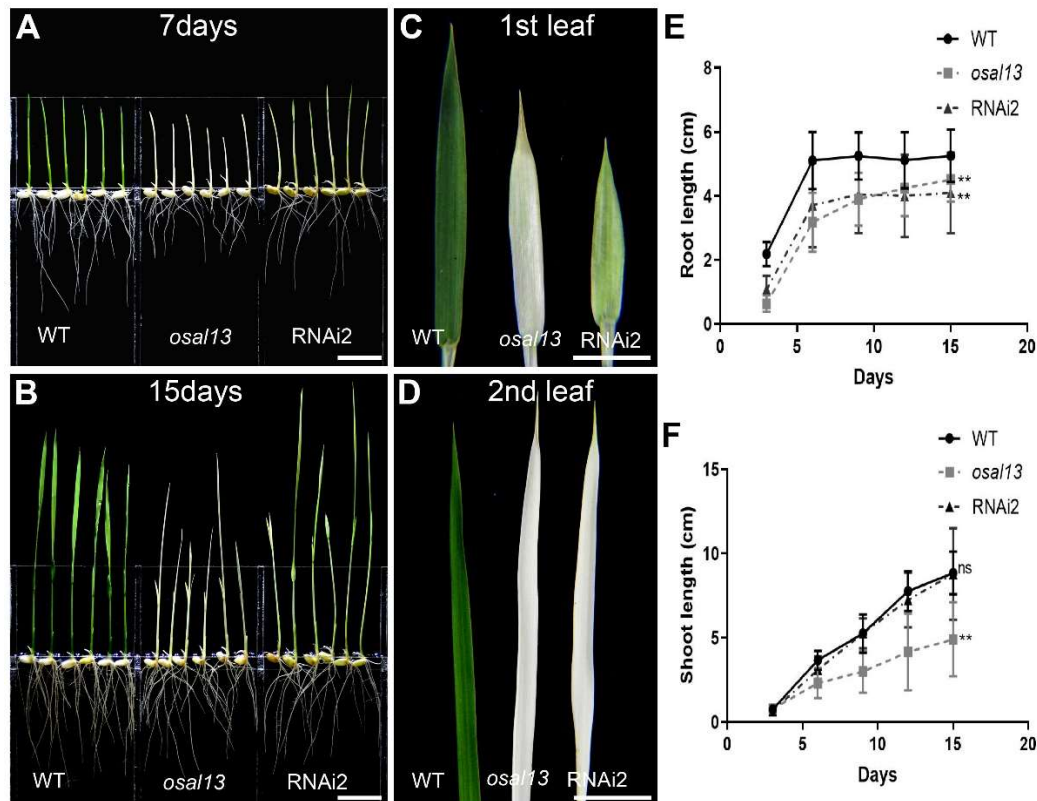 A
7days
WT
osal13
RNAi2
B
15days
WT
osal13
RNAi2
C
1st leaf
WT
osal13
RNAi2
D
2nd leaf
WT
osal13
RNAi2
E
WT
osal13
RNAi2
Root length (cm)
8
6
4
2
0
**
**
0 5 10 15 20
Days
F
WT
osal13
RNAi2
Shoot length (cm)
15
10
5
0
ns
**
0 5 10 15 20
Days